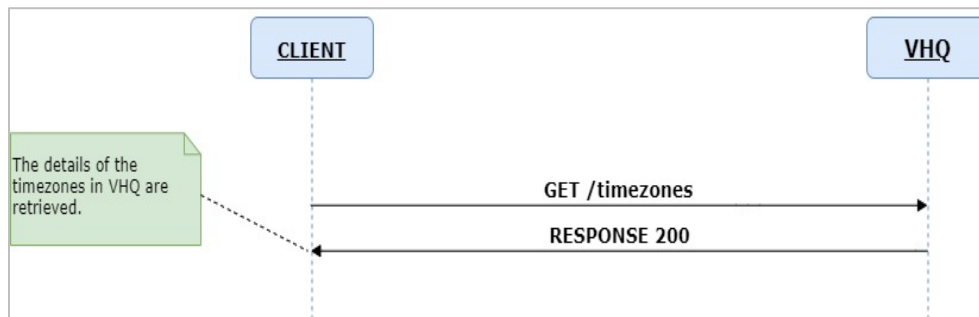 CLIENT
VHQ
The details of the
timezones in VHQ are
retrieved.
GET /timezones
RESPONSE 200